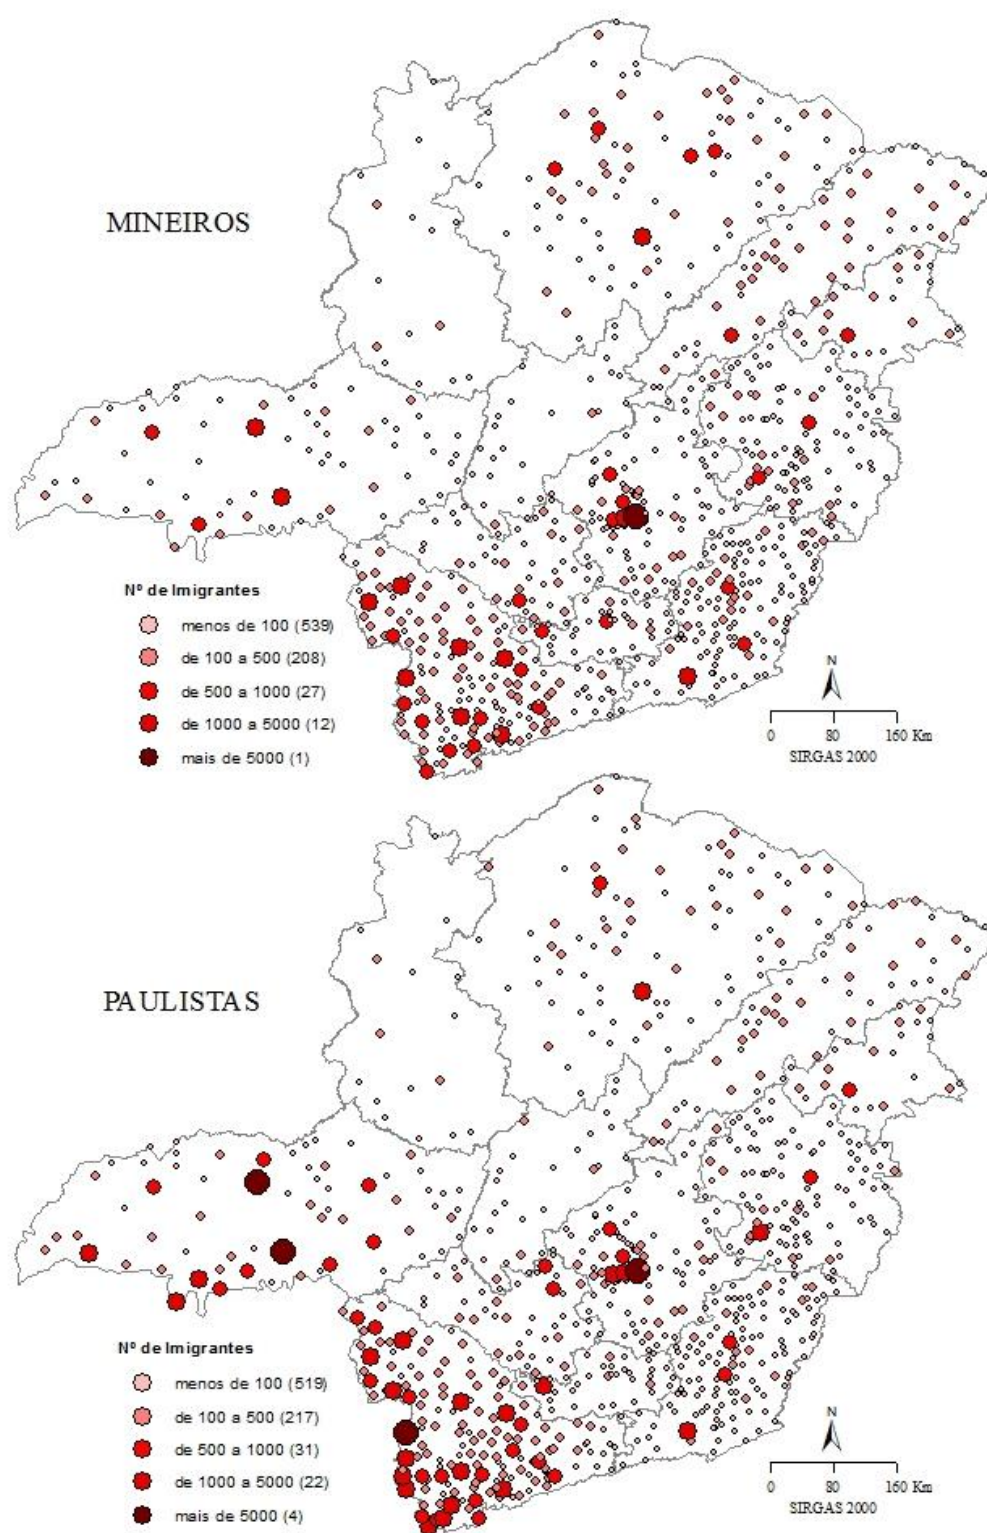 MINEIROS
Nº de Imigrantes
menos de 100 (539)
de 100 a 500 (208)
de 500 a 1000 (27)
de 1000 a 5000 (12)
mais de 5000 (1)
N
0 80 160 Km
SIRGAS 2000
PAULISTAS
Nº de Imigrantes
menos de 100 (519)
de 100 a 500 (217)
de 500 a 1000 (31)
de 1000 a 5000 (22)
mais de 5000 (4)
N
0 80 160 Km
SIRGAS 2000